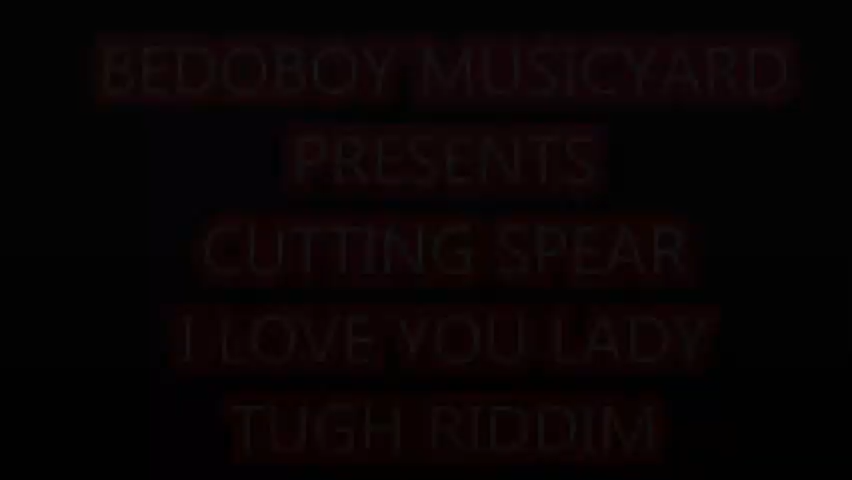 BEDOBOY MUSICYARD
PRESENTS
CUTTING SPEAR
I LOVE YOU LADY
TUGH RIDDIM